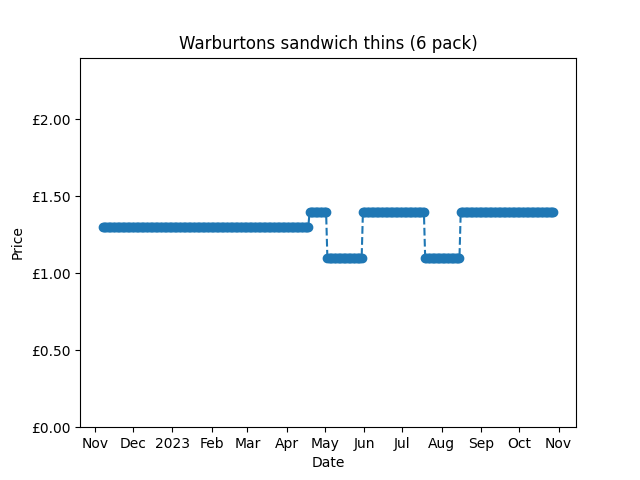 Warburtons sandwich thins (6 pack)
£2.00
£1.50
£1.00
£0.50
£0.00
Price
Nov Dec 2023 Feb Mar Apr May Jun Jul Aug Sep Oct Nov
Date